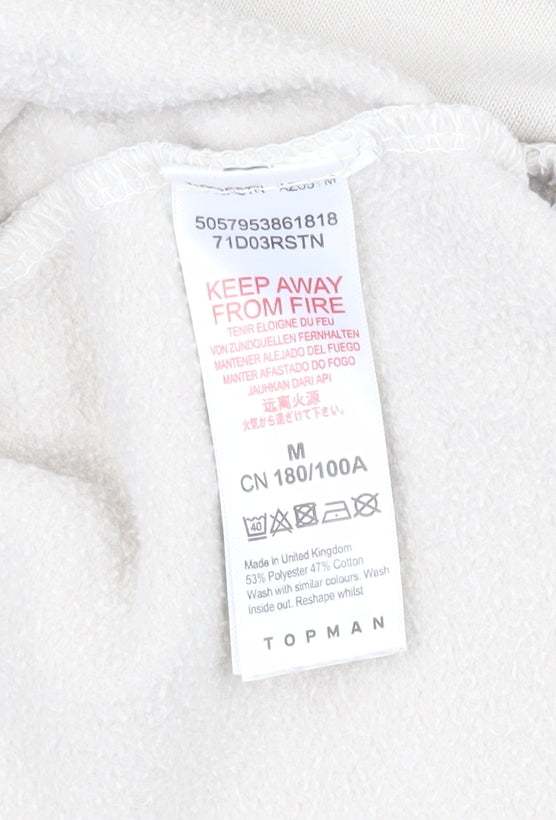 5057953861818
71D03RSTN
KEEP AWAY
FROM FIRE
TENIR ELOIGNE DU FEU
VON ZUNDQUELLEN FERNHALTEN
MANTENER ALEJADO DEL FUEGO
MANTER AFASTADO DO FOGO
JAUHKAN DARI API
远离火源
火気から遠ざけて下さい。
M
CN 180/100A
40
Made in United Kingdom
53% Polyester 47% Cotton
Wash with similar colours. Wash
inside out. Reshape whilst
TOPMAN